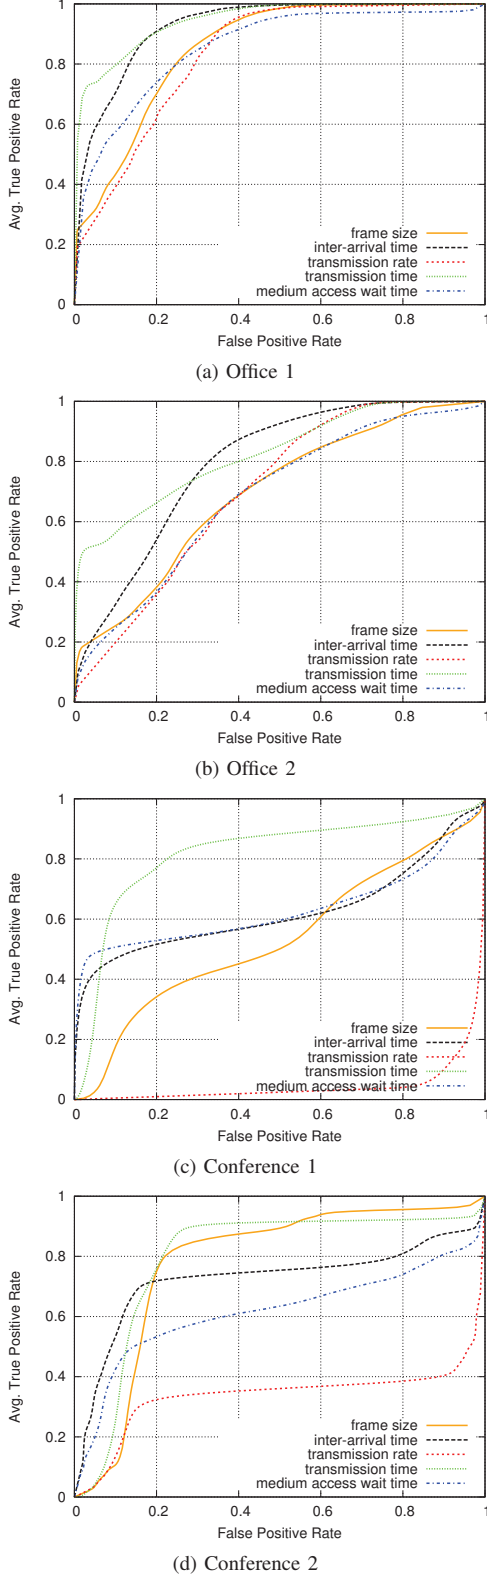 1
0.8
0.6
0.4
0.2
0
Avg. True Positive Rate
frame size
inter-arrival time
transmission rate
transmission time
medium access wait time
0 0.2 0.4 0.6 0.8 1
False Positive Rate
(a) Office 1
1
0.8
0.6
0.4
0.2
0
Avg. True Positive Rate
frame size
inter-arrival time
transmission rate
transmission time
medium access wait time
0 0.2 0.4 0.6 0.8 1
False Positive Rate
(b) Office 2
1
0.8
0.6
0.4
0.2
0
Avg. True Positive Rate
frame size
inter-arrival time
transmission rate
transmission time
medium access wait time
0 0.2 0.4 0.6 0.8 1
False Positive Rate
(c) Conference 1
1
0.8
0.6
0.4
0.2
0
Avg. True Positive Rate
frame size
inter-arrival time
transmission rate
transmission time
medium access wait time
0 0.2 0.4 0.6 0.8 1
False Positive Rate
(d) Conference 2